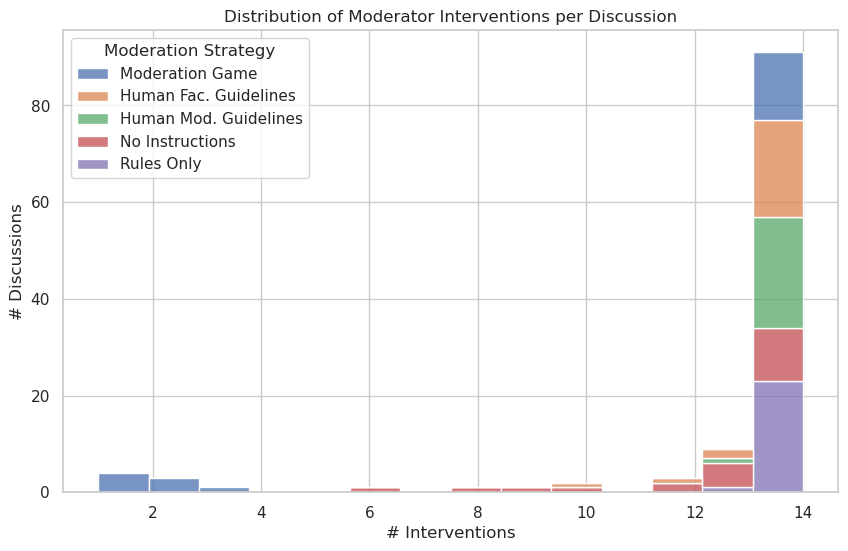 Distribution of Moderator Interventions per Discussion
Moderation Strategy
Moderation Game
Human Fac. Guidelines
Human Mod. Guidelines
No Instructions
Rules Only
# Discussions
80
60
40
20
0
2 4 6 8 10 12 14
# Interventions